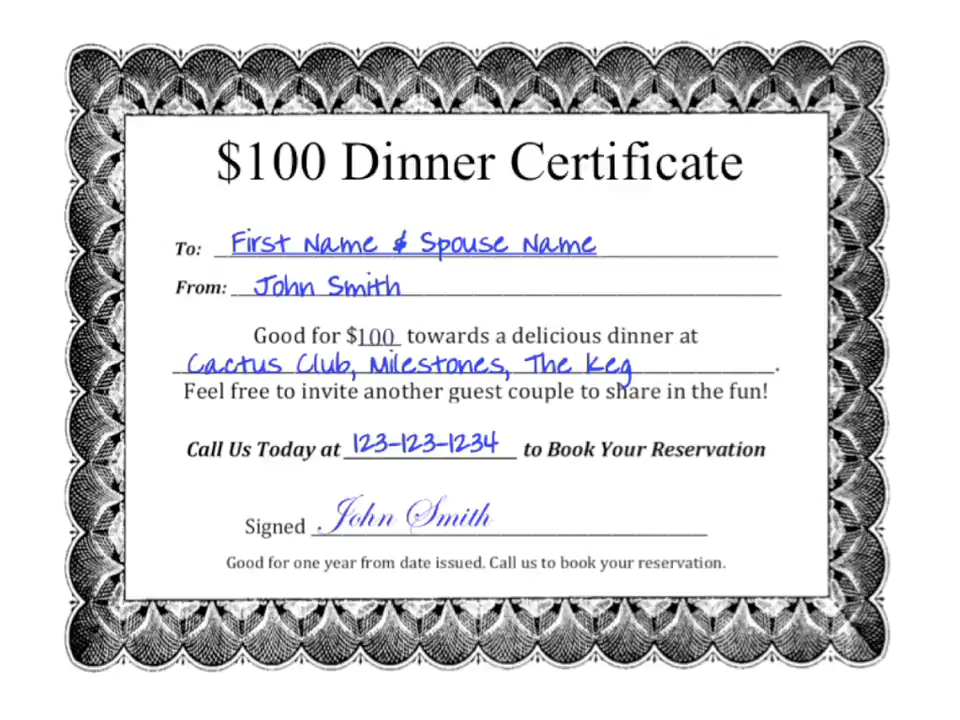 $100 Dinner Certificate
To: First Name & Spouse Name
From: John Smith
Good for $100 towards a delicious dinner at
Cactus Club, Milestones, The Keg.
Feel free to invite another guest couple to share in the fun!
Call Us Today at 123-123-1234 to Book Your Reservation
Signed John Smith
Good for one year from date issued. Call us to book your reservation.